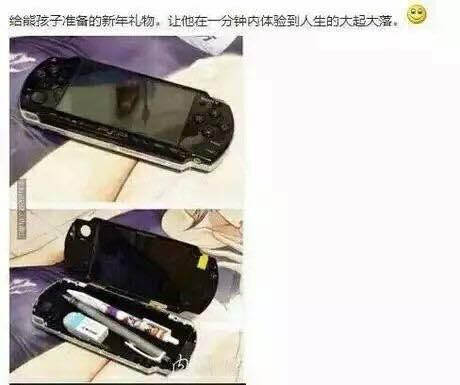 给熊孩子准备的新年礼物，让他在一分钟内体验到人生的大起大落。
PSP